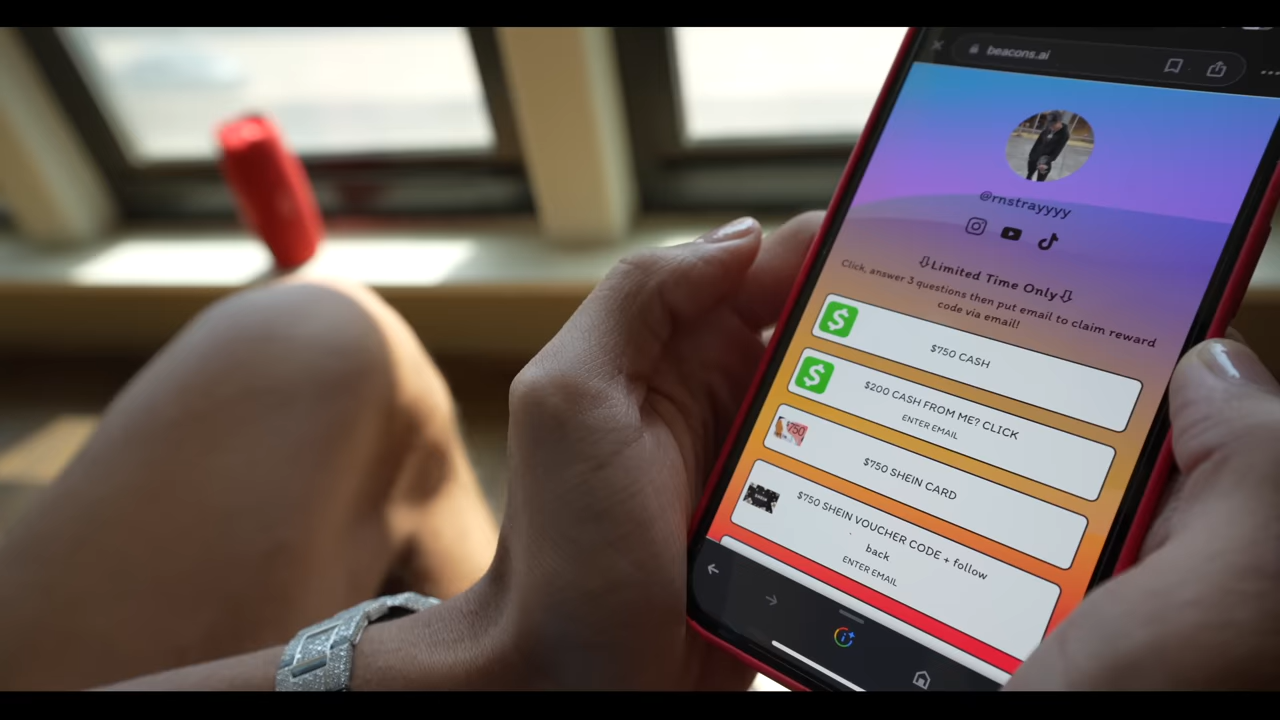 beacons.ai
@rnstrayyyy
⇩Limited Time Only⇩
Click, answer 3 questions then put email to claim reward
code via email!
$750 CASH
$200 CASH FROM ME? CLICK
ENTER EMAIL
$750
$750 SHEIN CARD
$750 SHEIN VOUCHER CODE + follow
back
ENTER EMAIL